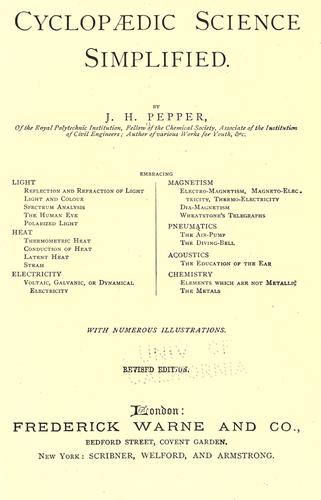 CYCLOPÆDIC SCIENCE
SIMPLIFIED.
BY
J. H. PEPPER,
Of the Royal Polytechnic Institution, Fellow of the Chemical Society, Associate of the Institution
of Civil Engineers; Author of various Works for Youth, &c.
EMBRACING
LIGHT
REFLECTION AND REFRACTION OF LIGHT
LIGHT AND COLOUR
SPECTRUM ANALYSIS
THE HUMAN EYE
POLARIZED LIGHT
HEAT
THERMOMETRIC HEAT
CONDUCTION OF HEAT
LATENT HEAT
STEAM
ELECTRICITY
VOLTAIC, GALVANIC, OR DYNAMICAL
ELECTRICITY
MAGNETISM
ELECTRO-MAGNETISM, MAGNETO-ELEC-
TRICITY, THERMO-ELECTRICITY
DIA-MAGNETISM
WHEATSTONE'S TELEGRAPHS
PNEUMATICS
THE AIR-PUMP
THE DIVING-BELL
ACOUSTICS
THE EDUCATION OF THE EAR
CHEMISTRY
ELEMENTS WHICH ARE NOT METALLIC
THE METALS
WITH NUMEROUS ILLUSTRATIONS.
UNIV. OF
CALIFORNIA
REVISED EDITION.
London:
FREDERICK WARNE AND CO.,
BEDFORD STREET, COVENT GARDEN.
NEW YORK: SCRIBNER, WELFORD, AND ARMSTRONG.